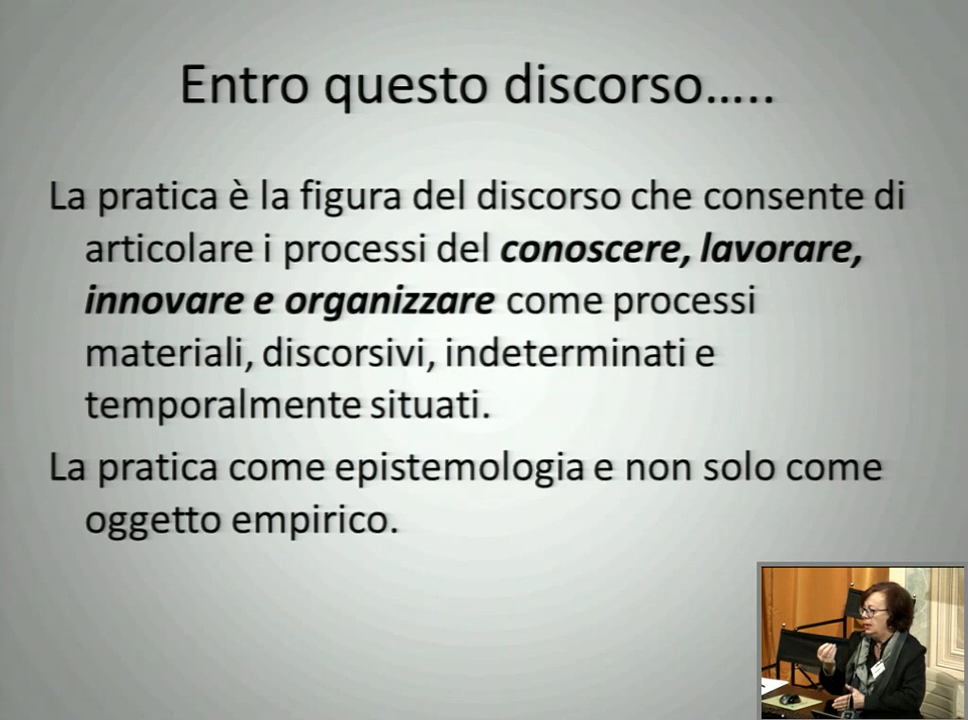 Entro questo discorso.....
La pratica è la figura del discorso che consente di
articolare i processi del conoscere, lavorare,
innovare e organizzare come processi
materiali, discorsivi, indeterminati e
temporalmente situati.
La pratica come epistemologia e non solo come
oggetto empirico.